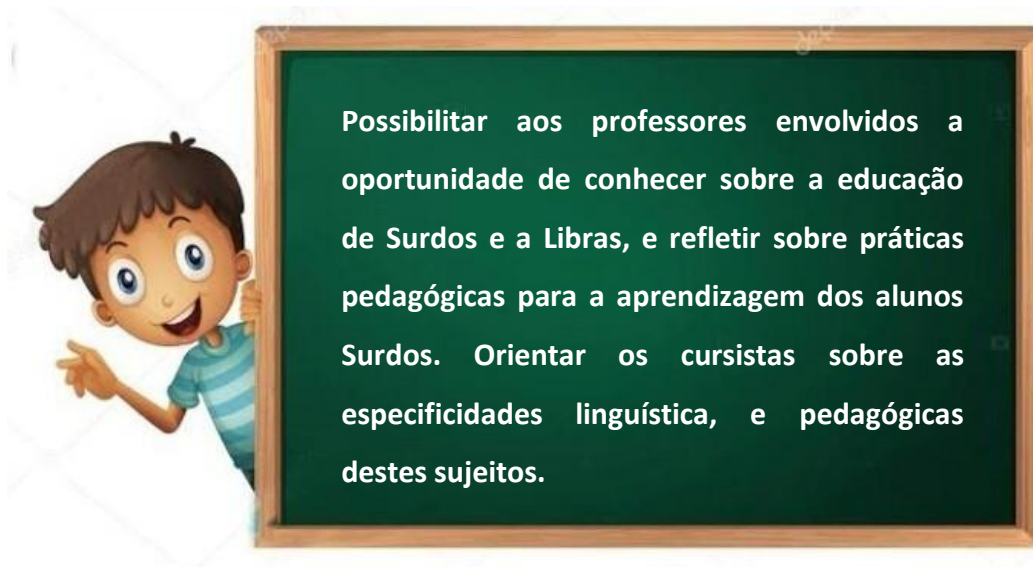 Possibilitar aos professores envolvidos a
oportunidade de conhecer sobre a educação
de Surdos e a Libras, e refletir sobre práticas
pedagógicas para a aprendizagem dos alunos
Surdos. Orientar os cursistas sobre as
especificidades linguística, e pedagógicas
destes sujeitos.